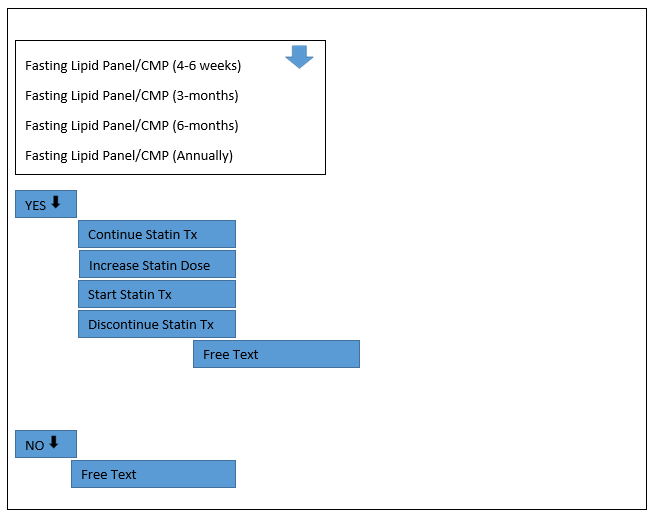 Fasting Lipid Panel/CMP (4-6 weeks)
Fasting Lipid Panel/CMP (3-months)
Fasting Lipid Panel/CMP (6-months)
Fasting Lipid Panel/CMP (Annually)
YES
Continue Statin Tx
Increase Statin Dose
Start Statin Tx
Discontinue Statin Tx
Free Text
NO
Free Text